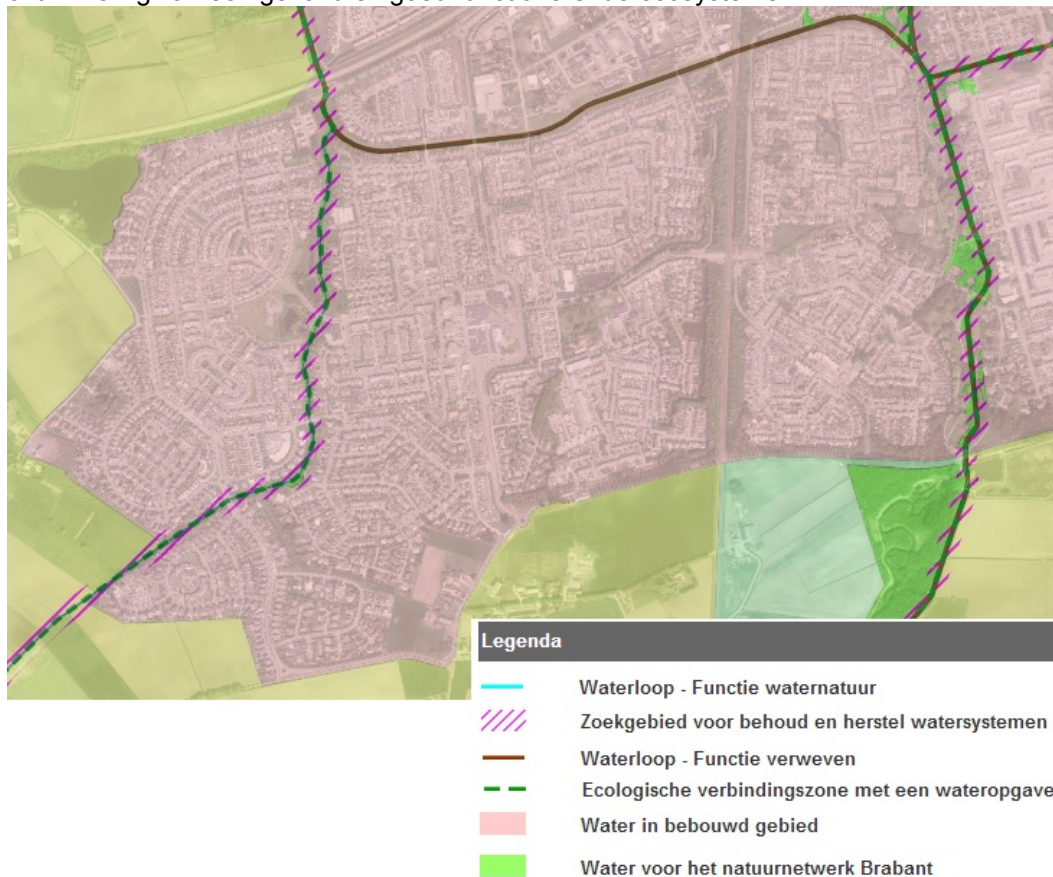 Legenda
Waterloop - Functie waternatuur
Zoekgebied voor behoud en herstel watersystemen
Waterloop - Functie verweven
Ecologische verbindingszone met een wateropgave
Water in bebouwd gebied
Water voor het natuurnetwerk Brabant